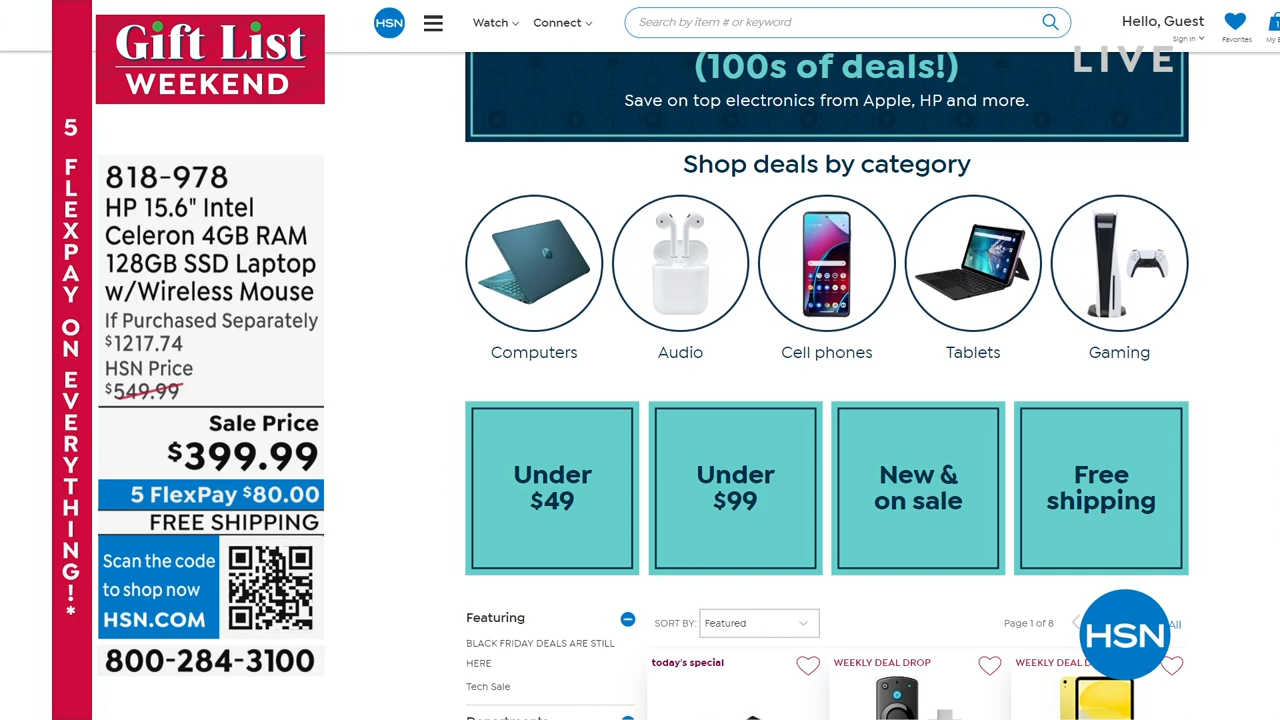 5 FLEXPAY ON EVERYTHING!*
Gift List
WEEKEND
818-978
HP 15.6" Intel
Celeron 4GB RAM
128GB SSD Laptop
w/Wireless Mouse
If Purchased Separately
$1217.74
HSN Price
$549.99
Sale Price
$399.99
5 FlexPay $80.00
FREE SHIPPING
Scan the code
to shop now
HSN.COM
800-284-3100
HSN
Watch
Connect
Search by item # or keyword
Hello, Guest
Sign In
Favorites
LIVE
(100s of deals!)
Save on top electronics from Apple, HP and more.
Shop deals by category
Computers
Audio
Cell phones
Tablets
Gaming
Under
$49
Under
$99
New &
on sale
Free
shipping
Featuring
BLACK FRIDAY DEALS ARE STILL
HERE
Tech Sale
SORT BY:
Featured
Page 1 of 8
All
HSN
today's special
WEEKLY DEAL DROP
WEEKLY DEAL